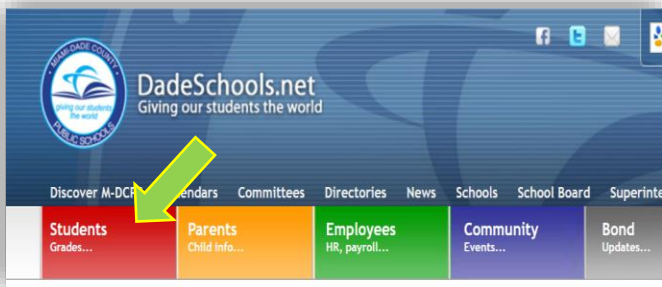 MIAMI-DADE COUNTY
giving our students
the world
PUBLIC SCHOOLS
DadeSchools.net
Giving our students the world
Discover M-DCP endars Committees Directories News Schools School Board Superinte
Students Parents Employees Community Bond
Grades... Child info... HR, payroll... Events... Updates...